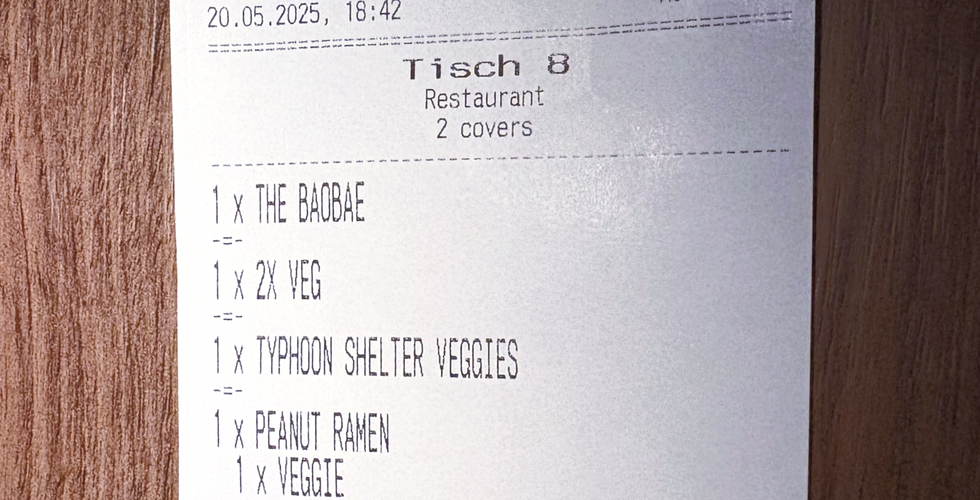 20.05.2025, 18:42
Tisch 8
Restaurant
2 covers
1 x THE BAOBAE
-=-
1 x 2X VEG
-=-
1 x TYPHOON SHELTER VEGGIES
-=-
1 x PEANUT RAMEN
1 x VEGGIE